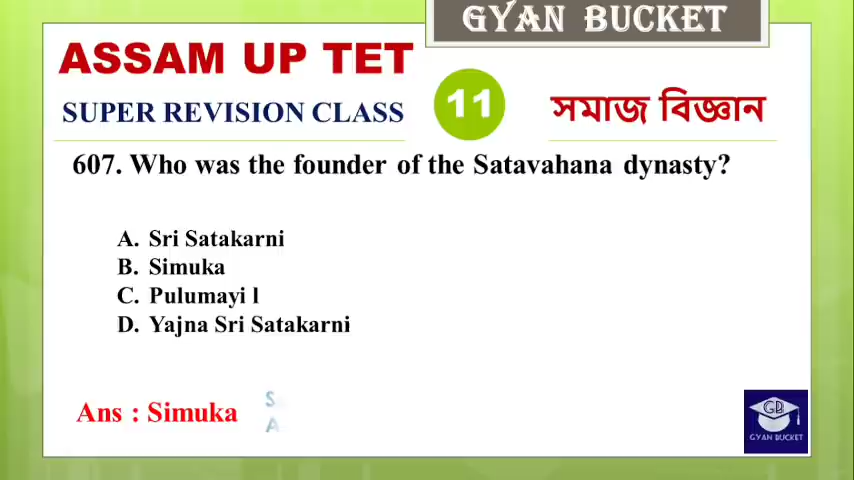 GYAN BUCKET
ASSAM UP TET
SUPER REVISION CLASS
11
সমাজ বিজ্ঞান
607. Who was the founder of the Satavahana dynasty?
A. Sri Satakarni
B. Simuka
C. Pulumayi l
D. Yajna Sri Satakarni
Ans : Simuka
S
A
GB
GYAN BUCKET